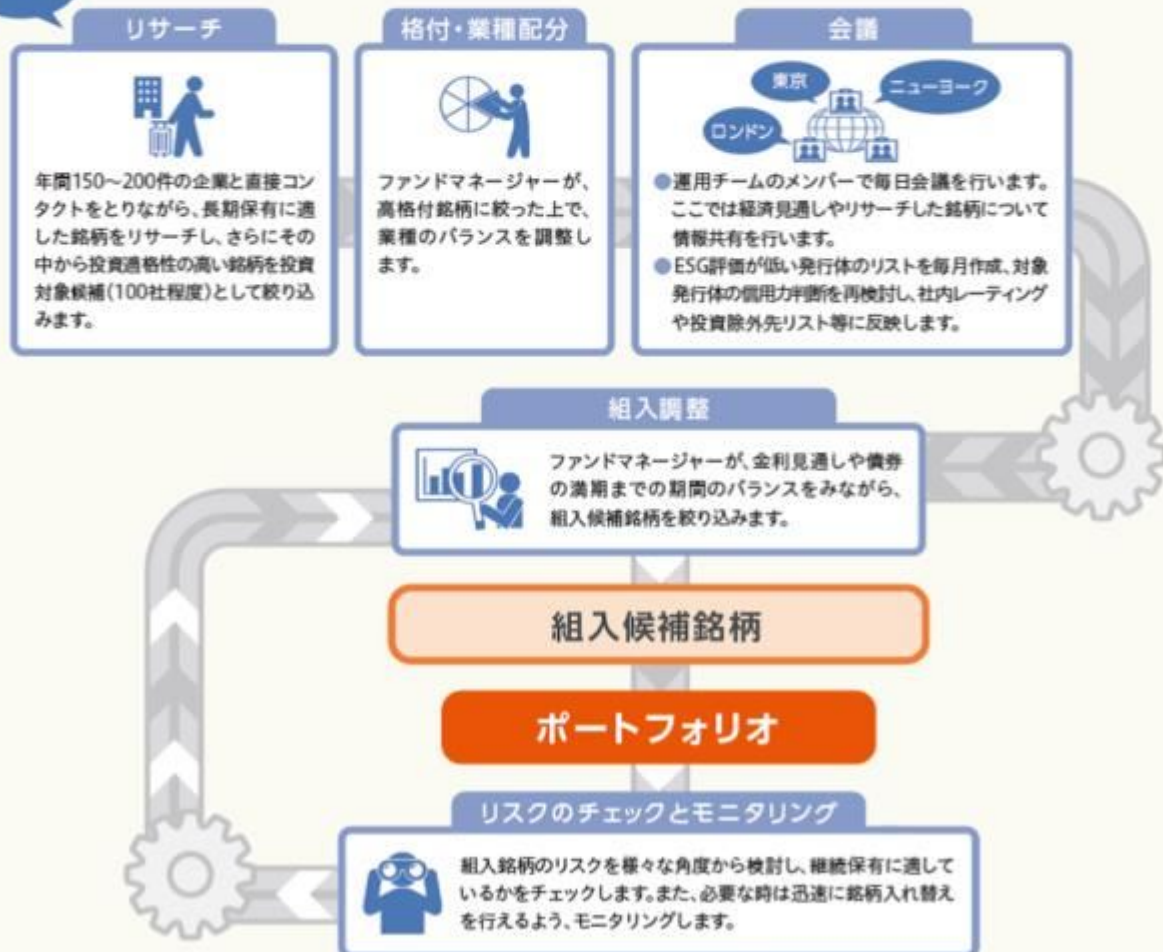 リサーチ
年間150～200件の企業と直接コン
タクトをとりながら、長期保有に適
した銘柄をリサーチし、さらにその
中から投資適格性の高い銘柄を投資
対象候補(100社程度)として絞り込
みます。
格付・業種配分
ファンドマネージャーが、
高格付銘柄に絞った上で、
業種のバランスを調整し
ます。
会議
東京
ニューヨーク
ロンドン
●運用チームのメンバーで毎日会議を行います。
ここでは経済見通しやリサーチした銘柄について
情報共有を行います。
●ESG評価が低い発行体のリストを毎月作成、対象
発行体の信用力判断を再検討し、社内レーティング
や投資除外先リスト等に反映します。
組入調整
ファンドマネージャーが、金利見通しや債券
の満期までの期間のバランスをみながら、
組入候補銘柄を絞り込みます。
組入候補銘柄
ポートフォリオ
リスクのチェックとモニタリング
組入銘柄のリスクを様々な角度から検討し、継続保有に適して
いるかをチェックします。また、必要な時は迅速に銘柄入れ替え
を行えるよう、モニタリングします。